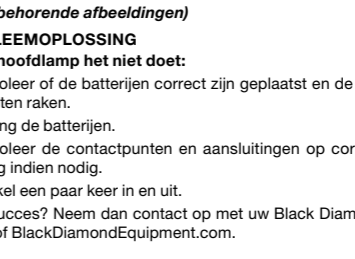 behorende afbeeldingen)
LEEMOPLOSSING
hoofdlamp het niet doet:
oleer of de batterijen correct zijn geplaatst en de
ten raken.
ng de batterijen.
oleer de contactpunten en aansluitingen op cor
g indien nodig.
kel een paar keer in en uit.
ucces? Neem dan contact op met uw Black Diam
of BlackDiamondEquipment.com.